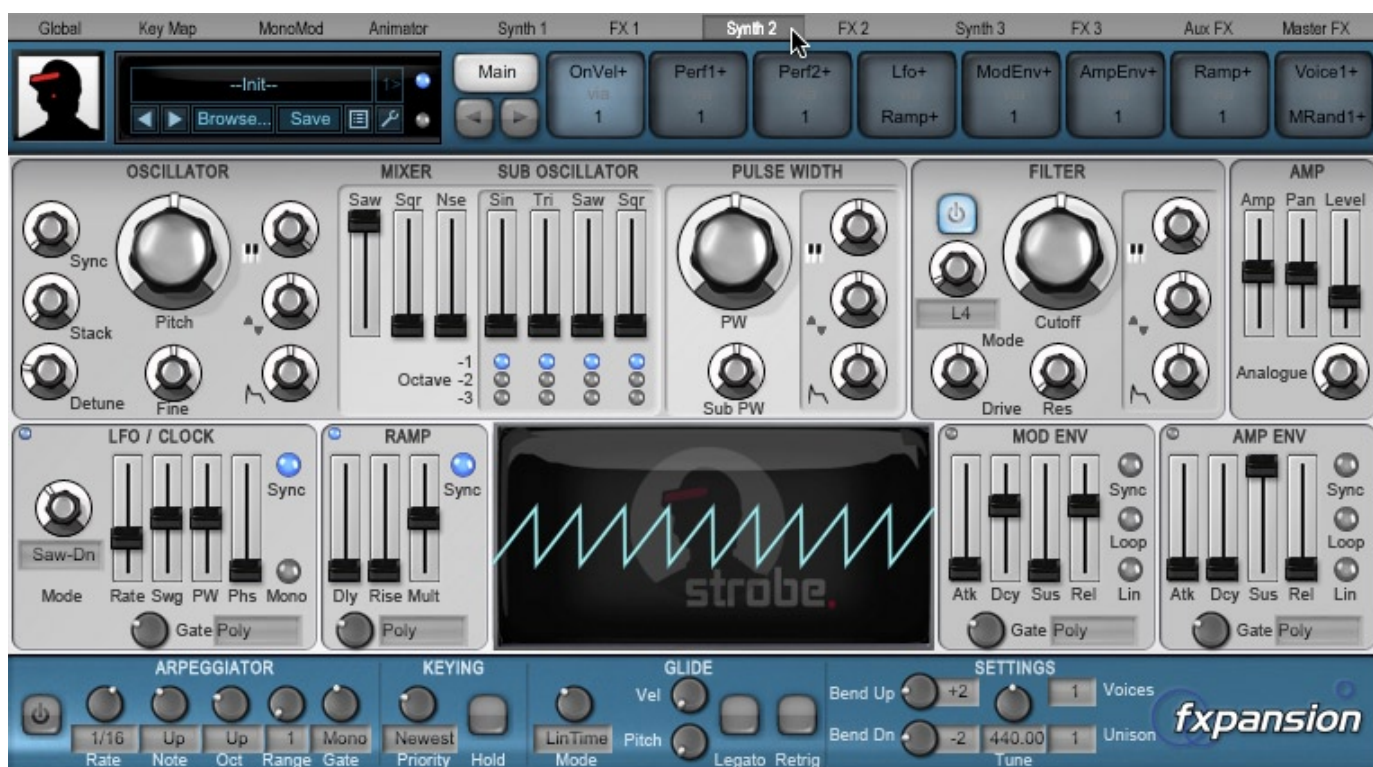 Global Key Map MonoMod Animator Synth 1 FX 1 Synth 2 FX 2 Synth 3 FX 3 Aux FX Master FX
--Init-- 1>
Browse... Save
Main
OnVel+ via 1
Perf1+ 1
Perf2+ 1
Lfo+ Ramp+
ModEnv+ 1
AmpEnv+ 1
Ramp+ 1
Voice1+ MRand1+
OSCILLATOR
Sync
Stack
Pitch
Detune
Fine
MIXER
Saw Sqr Nse
SUB OSCILLATOR
Sin Tri Saw Sqr
-1
Octave -2
-3
PULSE WIDTH
PW
Sub PW
FILTER
L4
Mode
Cutoff
Drive Res
AMP
Amp Pan Level
Analogue
LFO / CLOCK
Sync
Saw-Dn
Mode
Rate Swg PW Phs Mono
Gate Poly
RAMP
Sync
Dly Rise Mult
Poly
strobe.
MOD ENV
Sync
Loop
Atk Dcy Sus Rel Lin
Gate Poly
AMP ENV
Sync
Loop
Atk Dcy Sus Rel Lin
Gate Poly
ARPEGGIATOR
1/16 Up Up 1 Mono
Rate Note Oct Range Gate
KEYING
Newest
Priority Hold
GLIDE
LinTime
Mode
Vel
Pitch
Legato Retrig
SETTINGS
Bend Up +2
Bend Dn -2
440.00
Tune
1 Voices
1 Unison
fxpansion